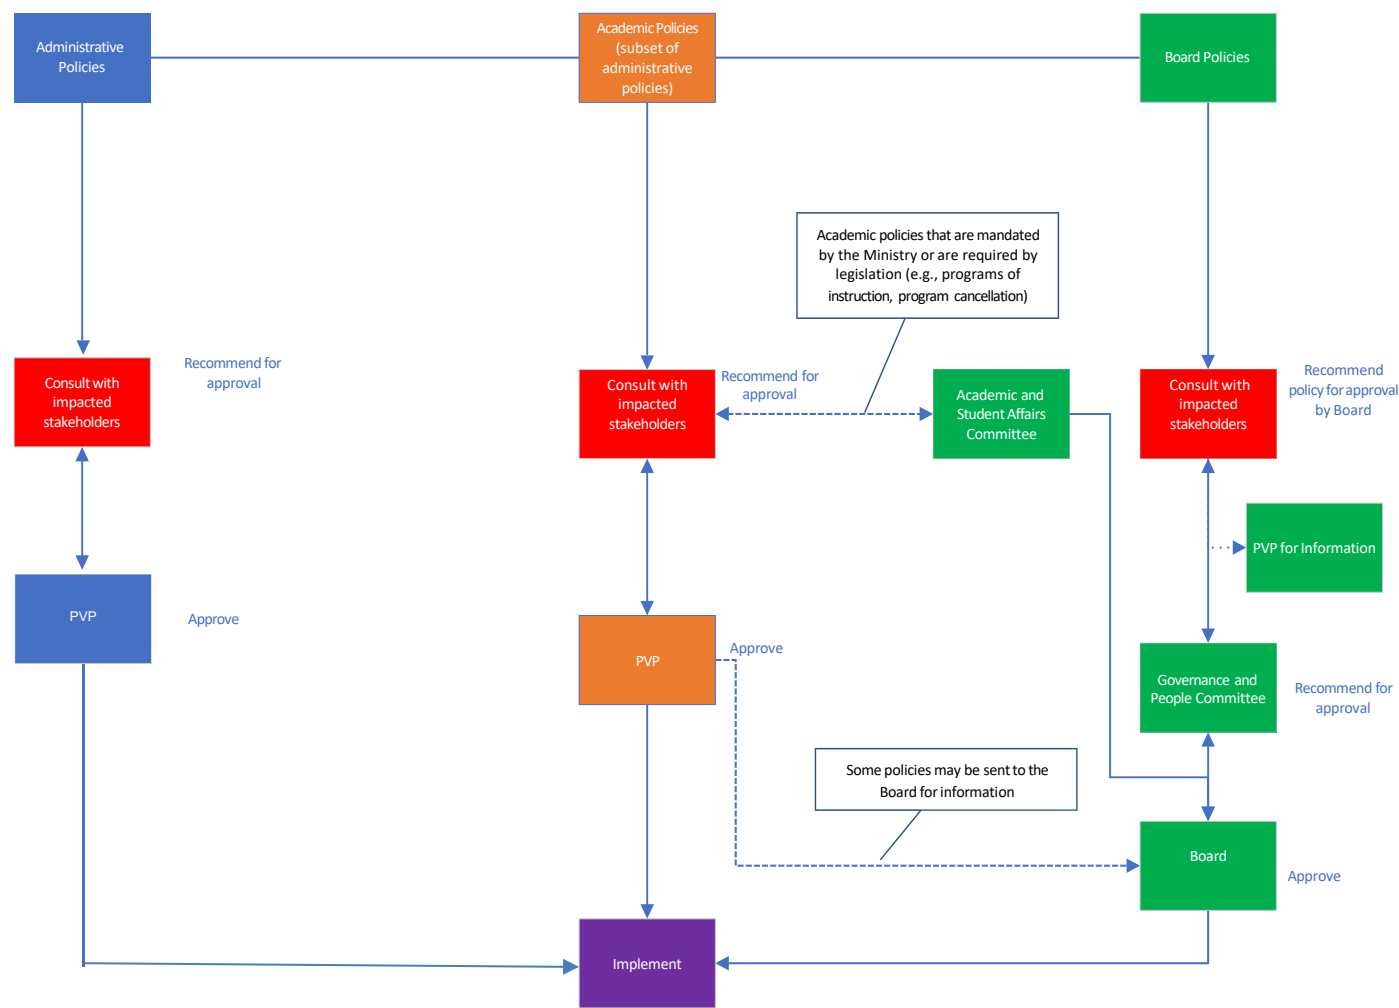 Administrative
Policies
Academic Policies
(subset of
administrative
policies)
Board Policies
Academic policies that are mandated
by the Ministry or are required by
legislation (e.g., programs of
instruction, program cancellation)
Consult with
impacted
stakeholders
Recommend for
approval
Consult with
impacted
stakeholders
Recommend for
approval
Academic and
Student Affairs
Committee
Consult with
impacted
stakeholders
Recommend
policy for approval
by Board
PVP for Information
PVP
Approve
PVP
Approve
Governance and
People Committee
Recommend for
approval
Some policies may be sent to the
Board for information
Board
Approve
Implement